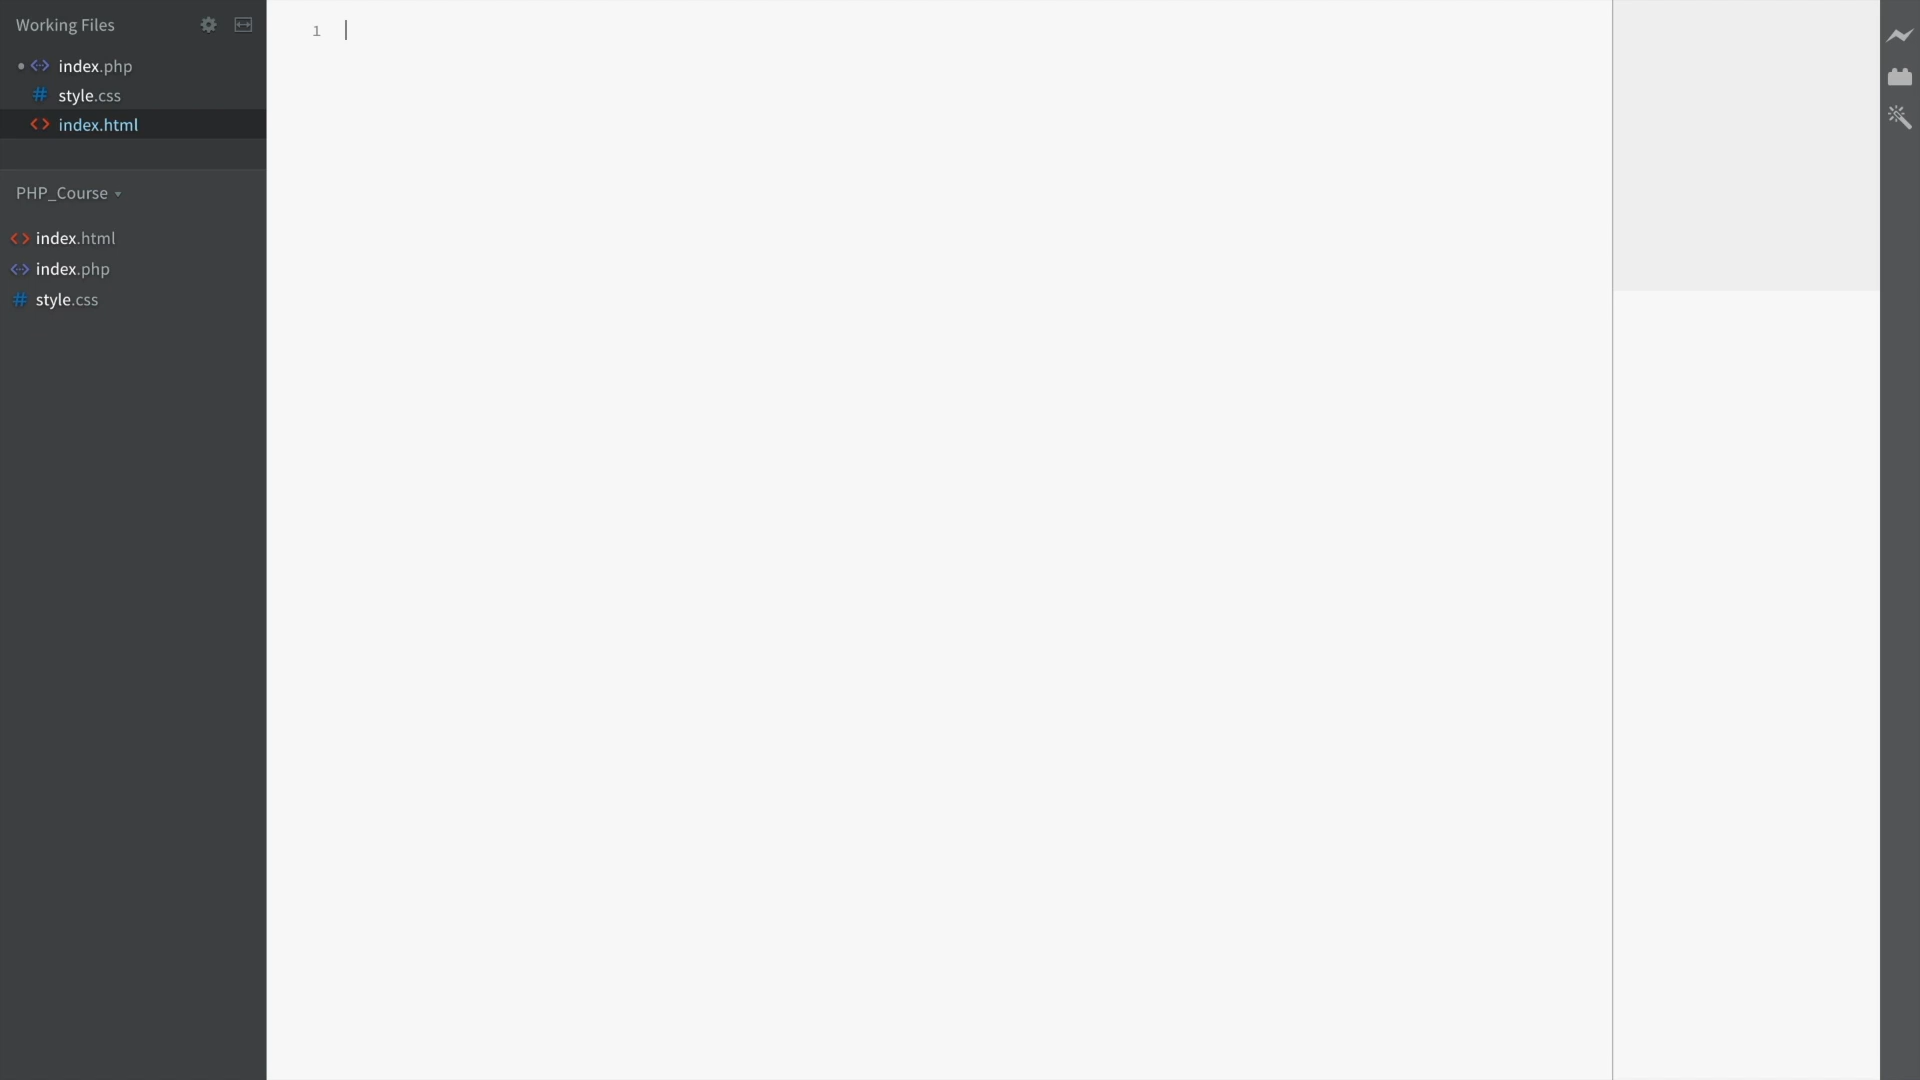 Working Files
index.php
style.css
index.html
PHP_Course
index.html
index.php
style.css
1